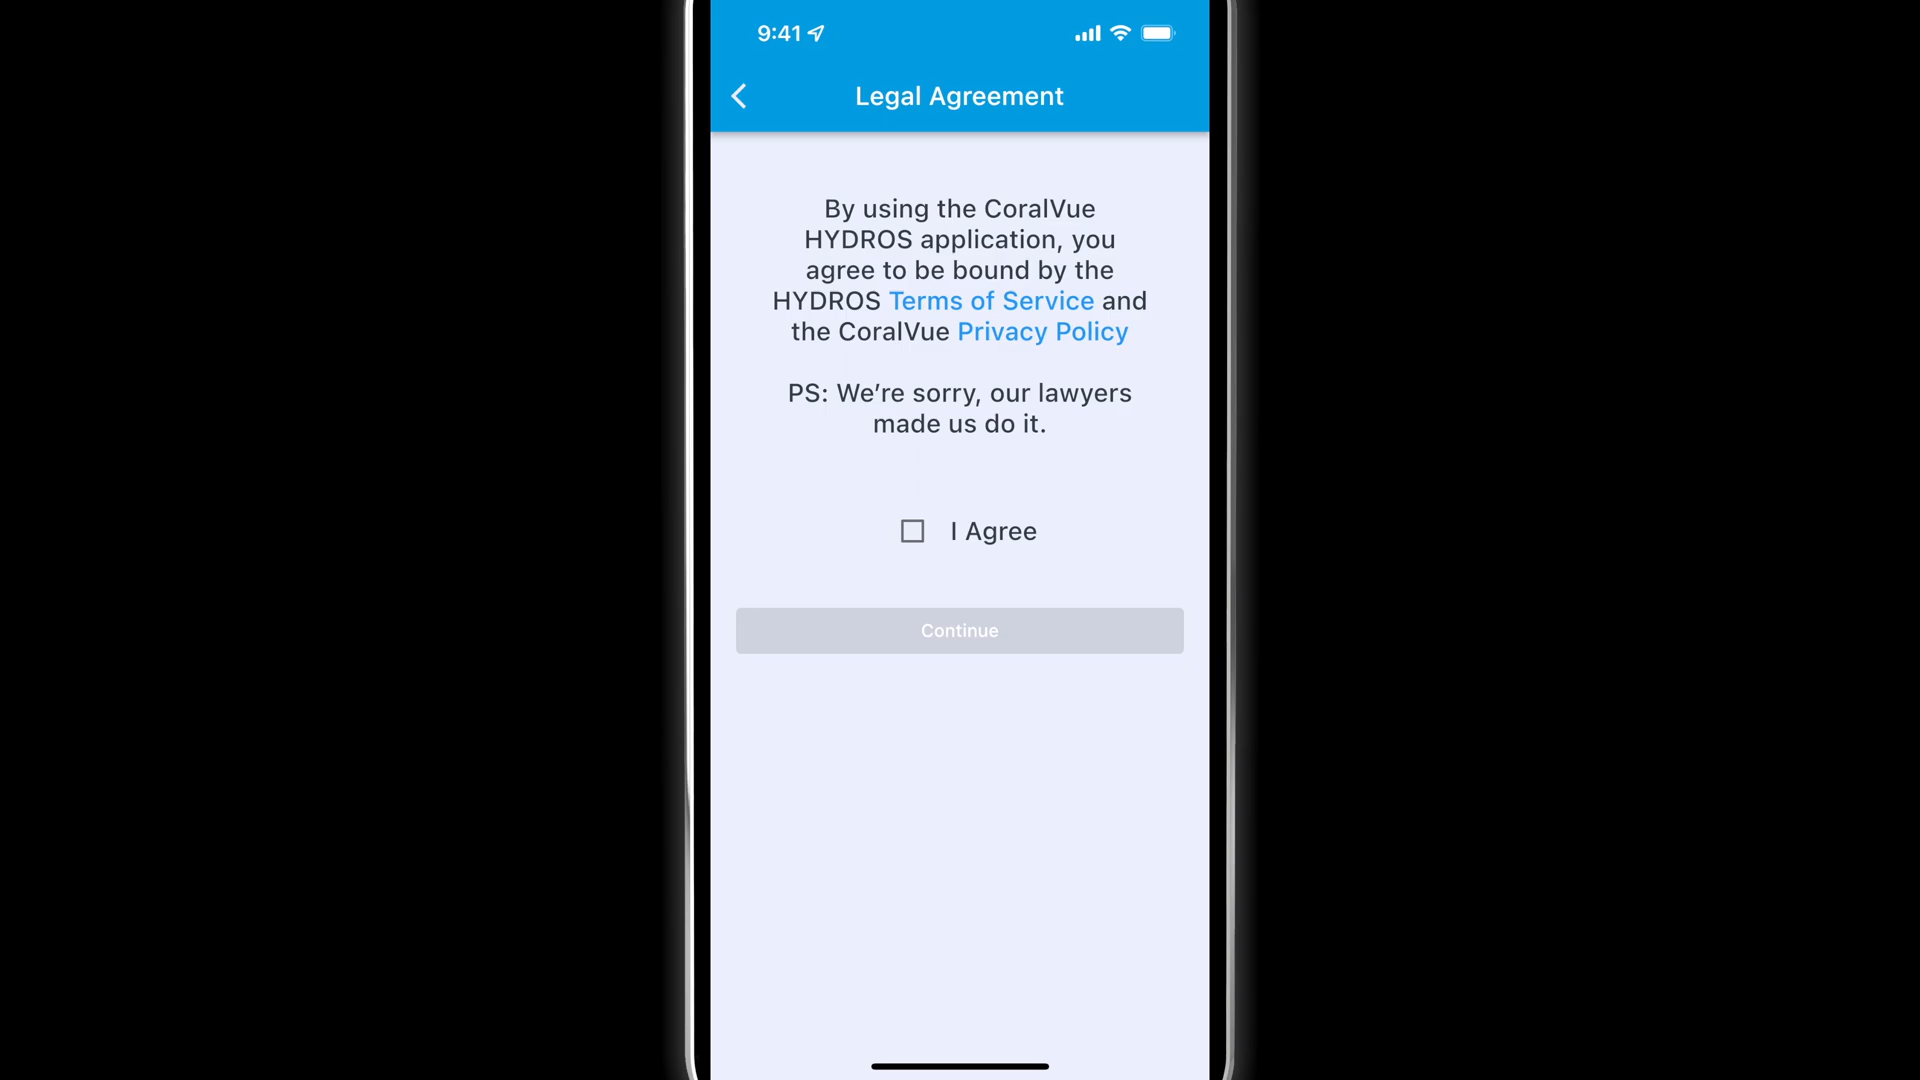 9:41
Legal Agreement
By using the CoralVue
HYDROS application, you
agree to be bound by the
HYDROS Terms of Service and
the CoralVue Privacy Policy
PS: We’re sorry, our lawyers
made us do it.
I Agree
Continue